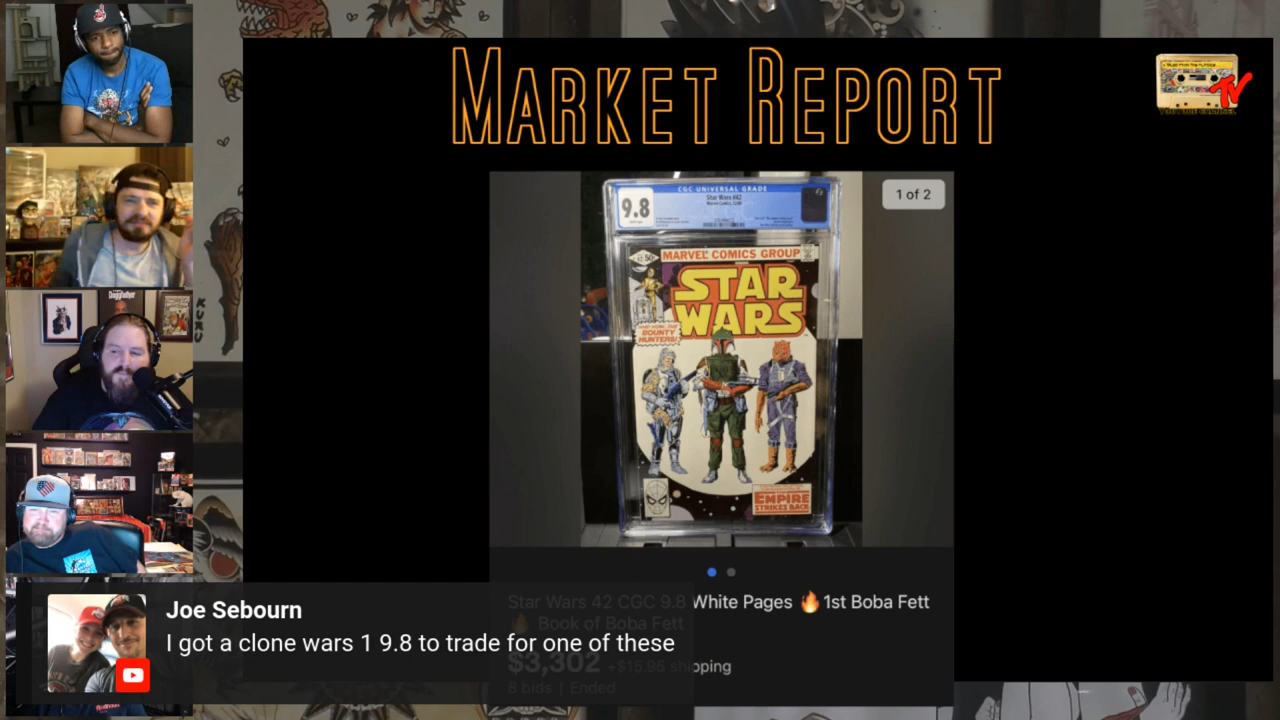 MARKET REPORT
TV
1 of 2
CGC UNIVERSAL GRADE
9.8
Star Wars #42
MARVEL COMICS GROUP
50¢
STAR
WARS
BOUNTY
HUNTERS!
EMPIRE
STRIKES BACK
Star Wars 42 CGC 9.8 White Pages 🔥1st Boba Fett
🔥 Book of Boba Fett
$3,302 +$15.95 shipping
8 bids | Ended
Joe Sebourn
I got a clone wars 1 9.8 to trade for one of these
KURU